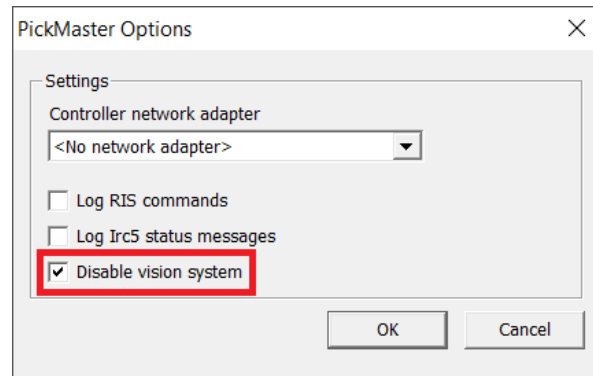 PickMaster Options
Settings
Controller network adapter
<No network adapter>
Log RIS commands
Log Irc5 status messages
Disable vision system
OK
Cancel